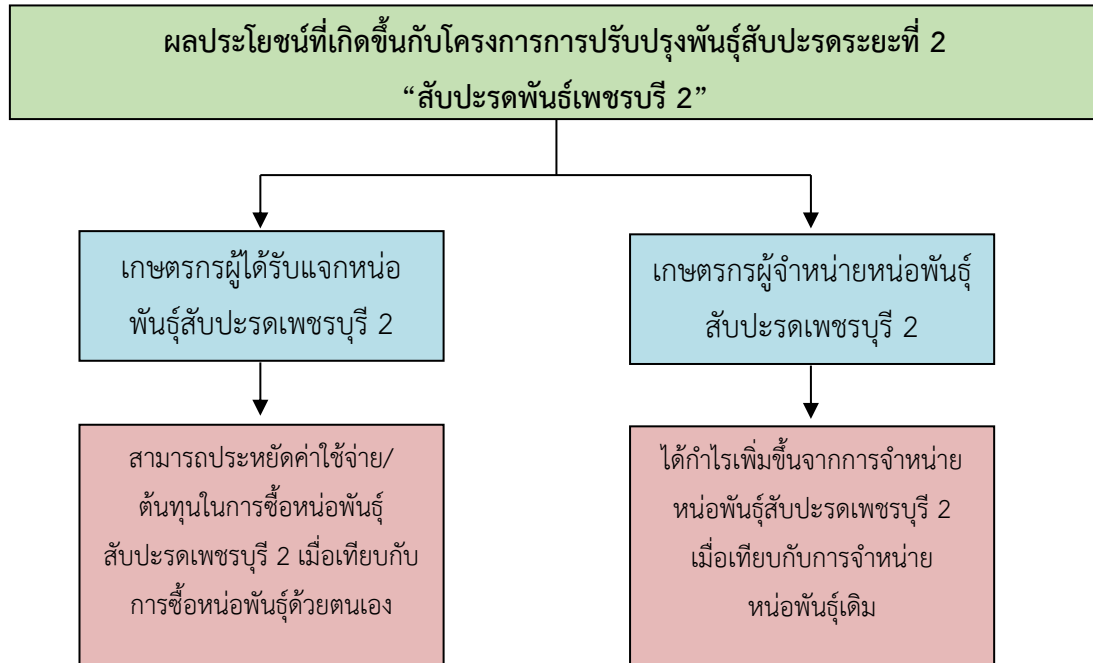 ผลประโยชน์ที่เกิดขึ้นกับโครงการการปรับปรุงพันธุ์สับปะรดระยะที่ 2
“สับปะรดพันธ์เพชรบรี 2”
เกษตรกรผู้ได้รับแจกหน่อ
พันธุ์สับปะรดเพชรบุรี 2
เกษตรกรผู้จำหน่ายหน่อพันธุ์
สับปะรดเพชรบุรี 2
สามารถประหยัดค่าใช้จ่าย/
ต้นทุนในการซื้อหน่อพันธุ์
สับปะรดเพชรบุรี 2 เมื่อเทียบกับ
การซื้อหน่อพันธุ์ด้วยตนเอง
ได้กำไรเพิ่มขึ้นจากการจำหน่าย
หน่อพันธุ์สับปะรดเพชรบุรี 2
เมื่อเทียบกับการจำหน่าย
หน่อพันธุ์เดิม